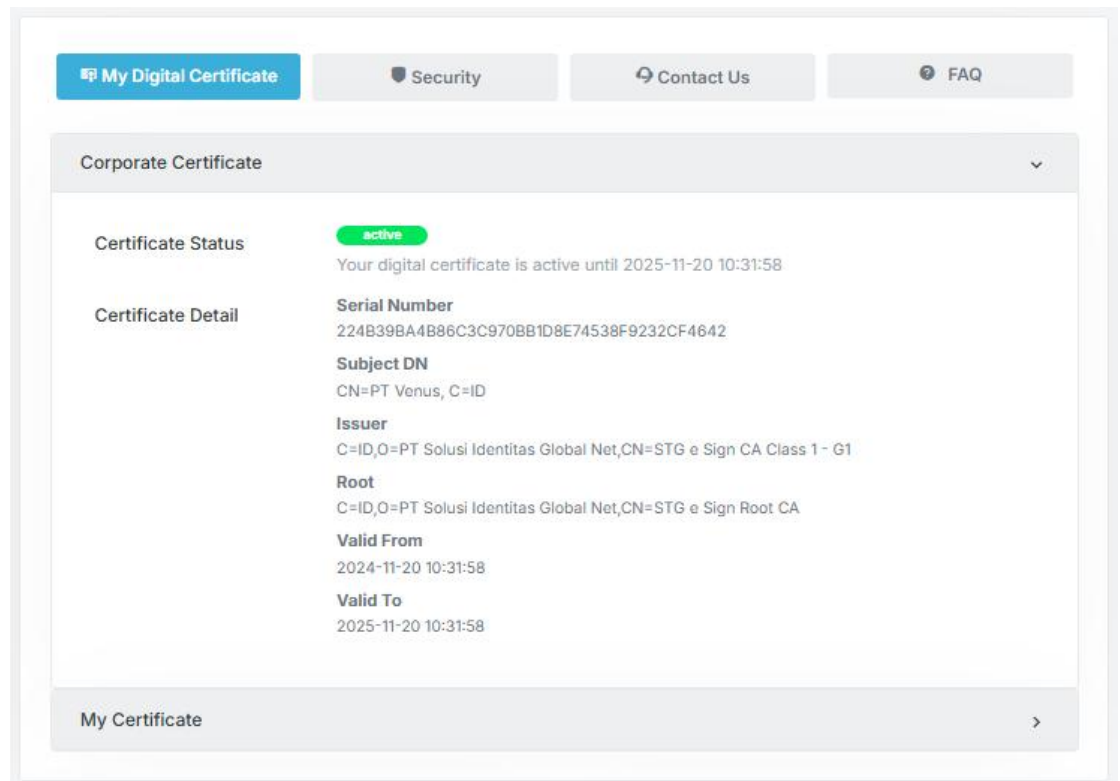 My Digital Certificate
Security
Contact Us
FAQ
Corporate Certificate
Certificate Status
active
Your digital certificate is active until 2025-11-20 10:31:58
Certificate Detail
Serial Number
224B39BA4B86C3C970BB1D8E74538F9232CF4642
Subject DN
CN=PT Venus, C=ID
Issuer
C=ID,O=PT Solusi Identitas Global Net,CN=STG e Sign CA Class 1 - G1
Root
C=ID,O=PT Solusi Identitas Global Net,CN=STG e Sign Root CA
Valid From
2024-11-20 10:31:58
Valid To
2025-11-20 10:31:58
My Certificate